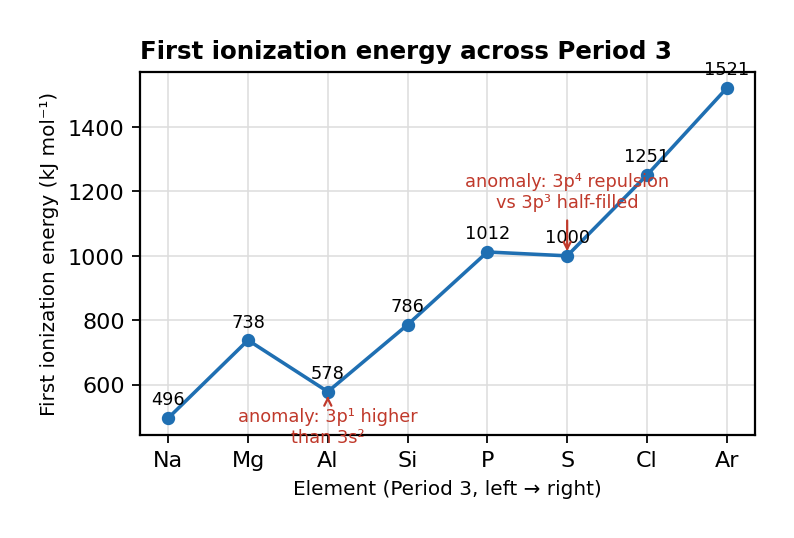 First ionization energy across Period 3
First ionization energy (kJ mol⁻¹)
1400
1200
1000
800
600
1521
1251
anomaly: 3p⁴ repulsion
vs 3p³ half-filled
1012
1000
786
738
578
496
anomaly: 3p¹ higher
than 3s²
Na Mg Al Si P S Cl Ar
Element (Period 3, left → right)